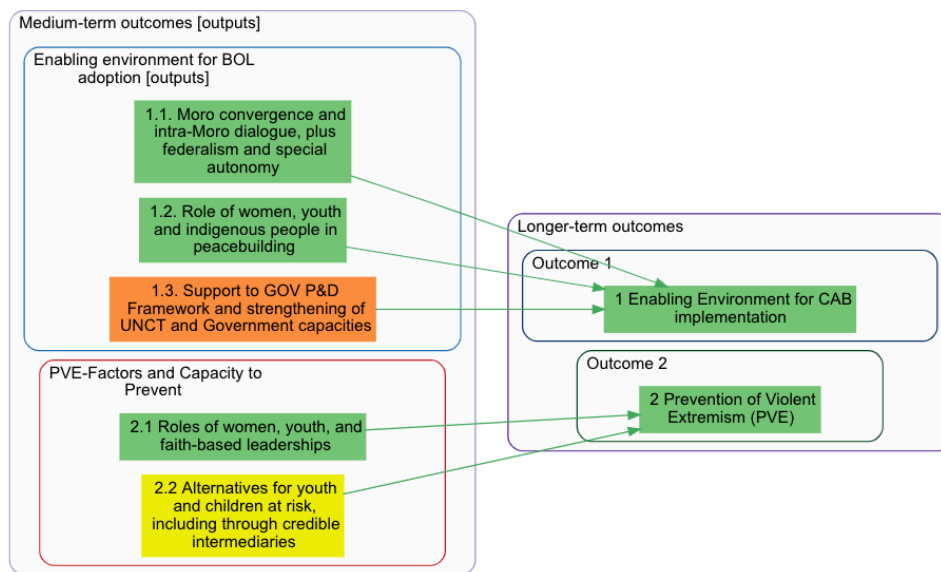 Medium-term outcomes [outputs]
Enabling environment for BOL
adoption [outputs]
1.1. Moro convergence and
intra-Moro dialogue, plus
federalism and special
autonomy
1.2. Role of women, youth
and indigenous people in
peacebuilding
1.3. Support to GOV P&D
Framework and strengthening of
UNCT and Government capacities
PVE-Factors and Capacity to
Prevent
2.1 Roles of women, youth, and
faith-based leaderships
2.2 Alternatives for youth
and children at risk,
including through credible
intermediaries
Longer-term outcomes
Outcome 1
1 Enabling Environment for CAB
implementation
Outcome 2
2 Prevention of Violent
Extremism (PVE)